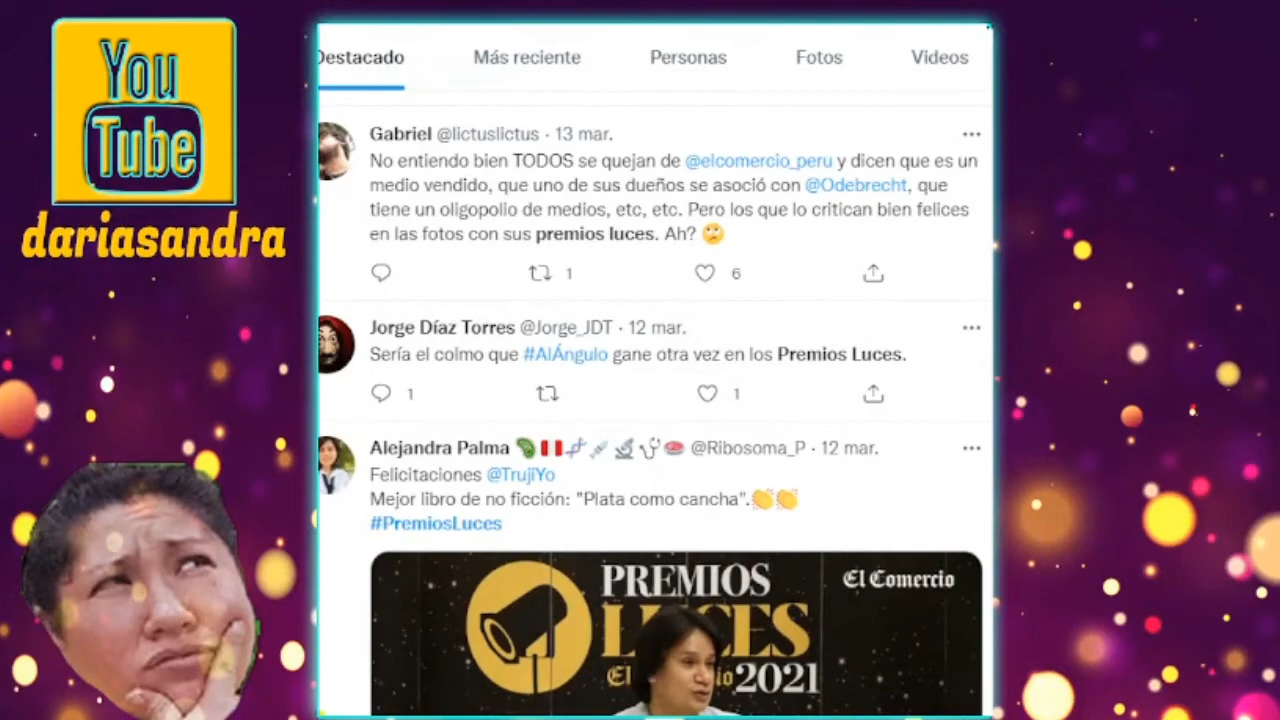 You
Tube
dariasandra
Destacado
Más reciente
Personas
Fotos
Videos
Gabriel @lictuslictus · 13 mar.
No entiendo bien TODOS se quejan de @elcomercio_peru y dicen que es un
medio vendido, que uno de sus dueños se asoció con @Odebrecht, que
tiene un oligopolio de medios, etc, etc. Pero los que lo critican bien felices
en las fotos con sus premios luces. Ah?
1
6
Jorge Díaz Torres @Jorge_JDT · 12 mar.
Sería el colmo que #AlÁngulo gane otra vez en los Premios Luces.
1
1
Alejandra Palma @Ribosoma_P · 12 mar.
Felicitaciones @TrujiYo
Mejor libro de no ficción: "Plata como cancha".
#PremiosLuces
PREMIOS
El Comercio
LUCES
2021